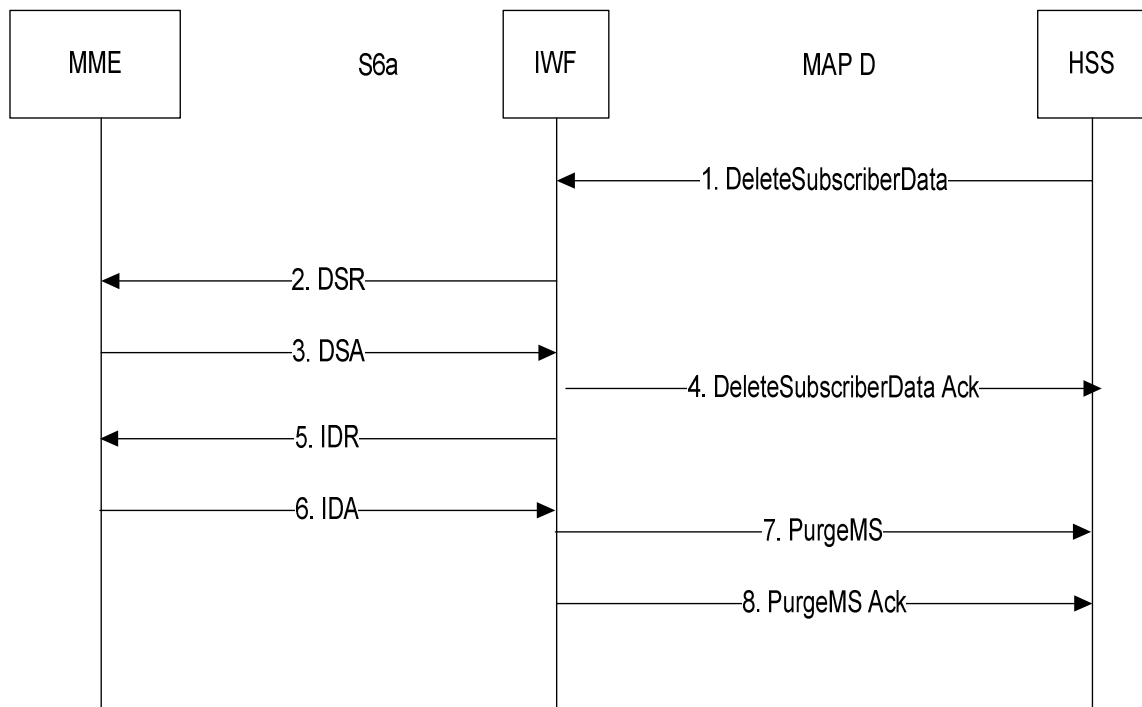 MME
S6a
IWF
MAP D
HSS
1. DeleteSubscriberData
2. DSR
3. DSA
4. DeleteSubscriberData Ack
5. IDR
6. IDA
7. PurgeMS
8. PurgeMS Ack